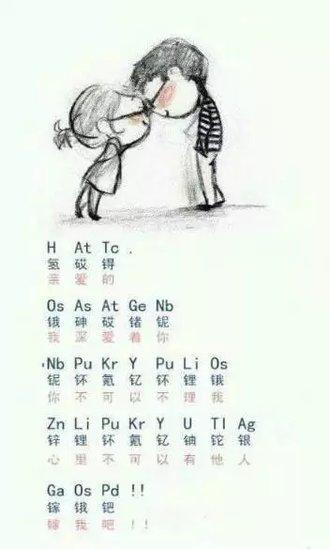 H At Tc .
氢 砹 锝
亲 爱 的
Os As At Ge Nb
锇 砷 砹 锗 铌
我 深 爱 着 你
Nb Pu Kr Y Pu Li Os
铌 钚 氪 钇 钚 锂 锇
你 不 可 以 不 理 我
Zn Li Pu Kr Y U Tl Ag
锌 锂 钚 氪 钇 铀 铊 银
心 里 不 可 以 有 他 人
Ga Os Pd !!
镓 锇 钯
嫁 我 吧 !!